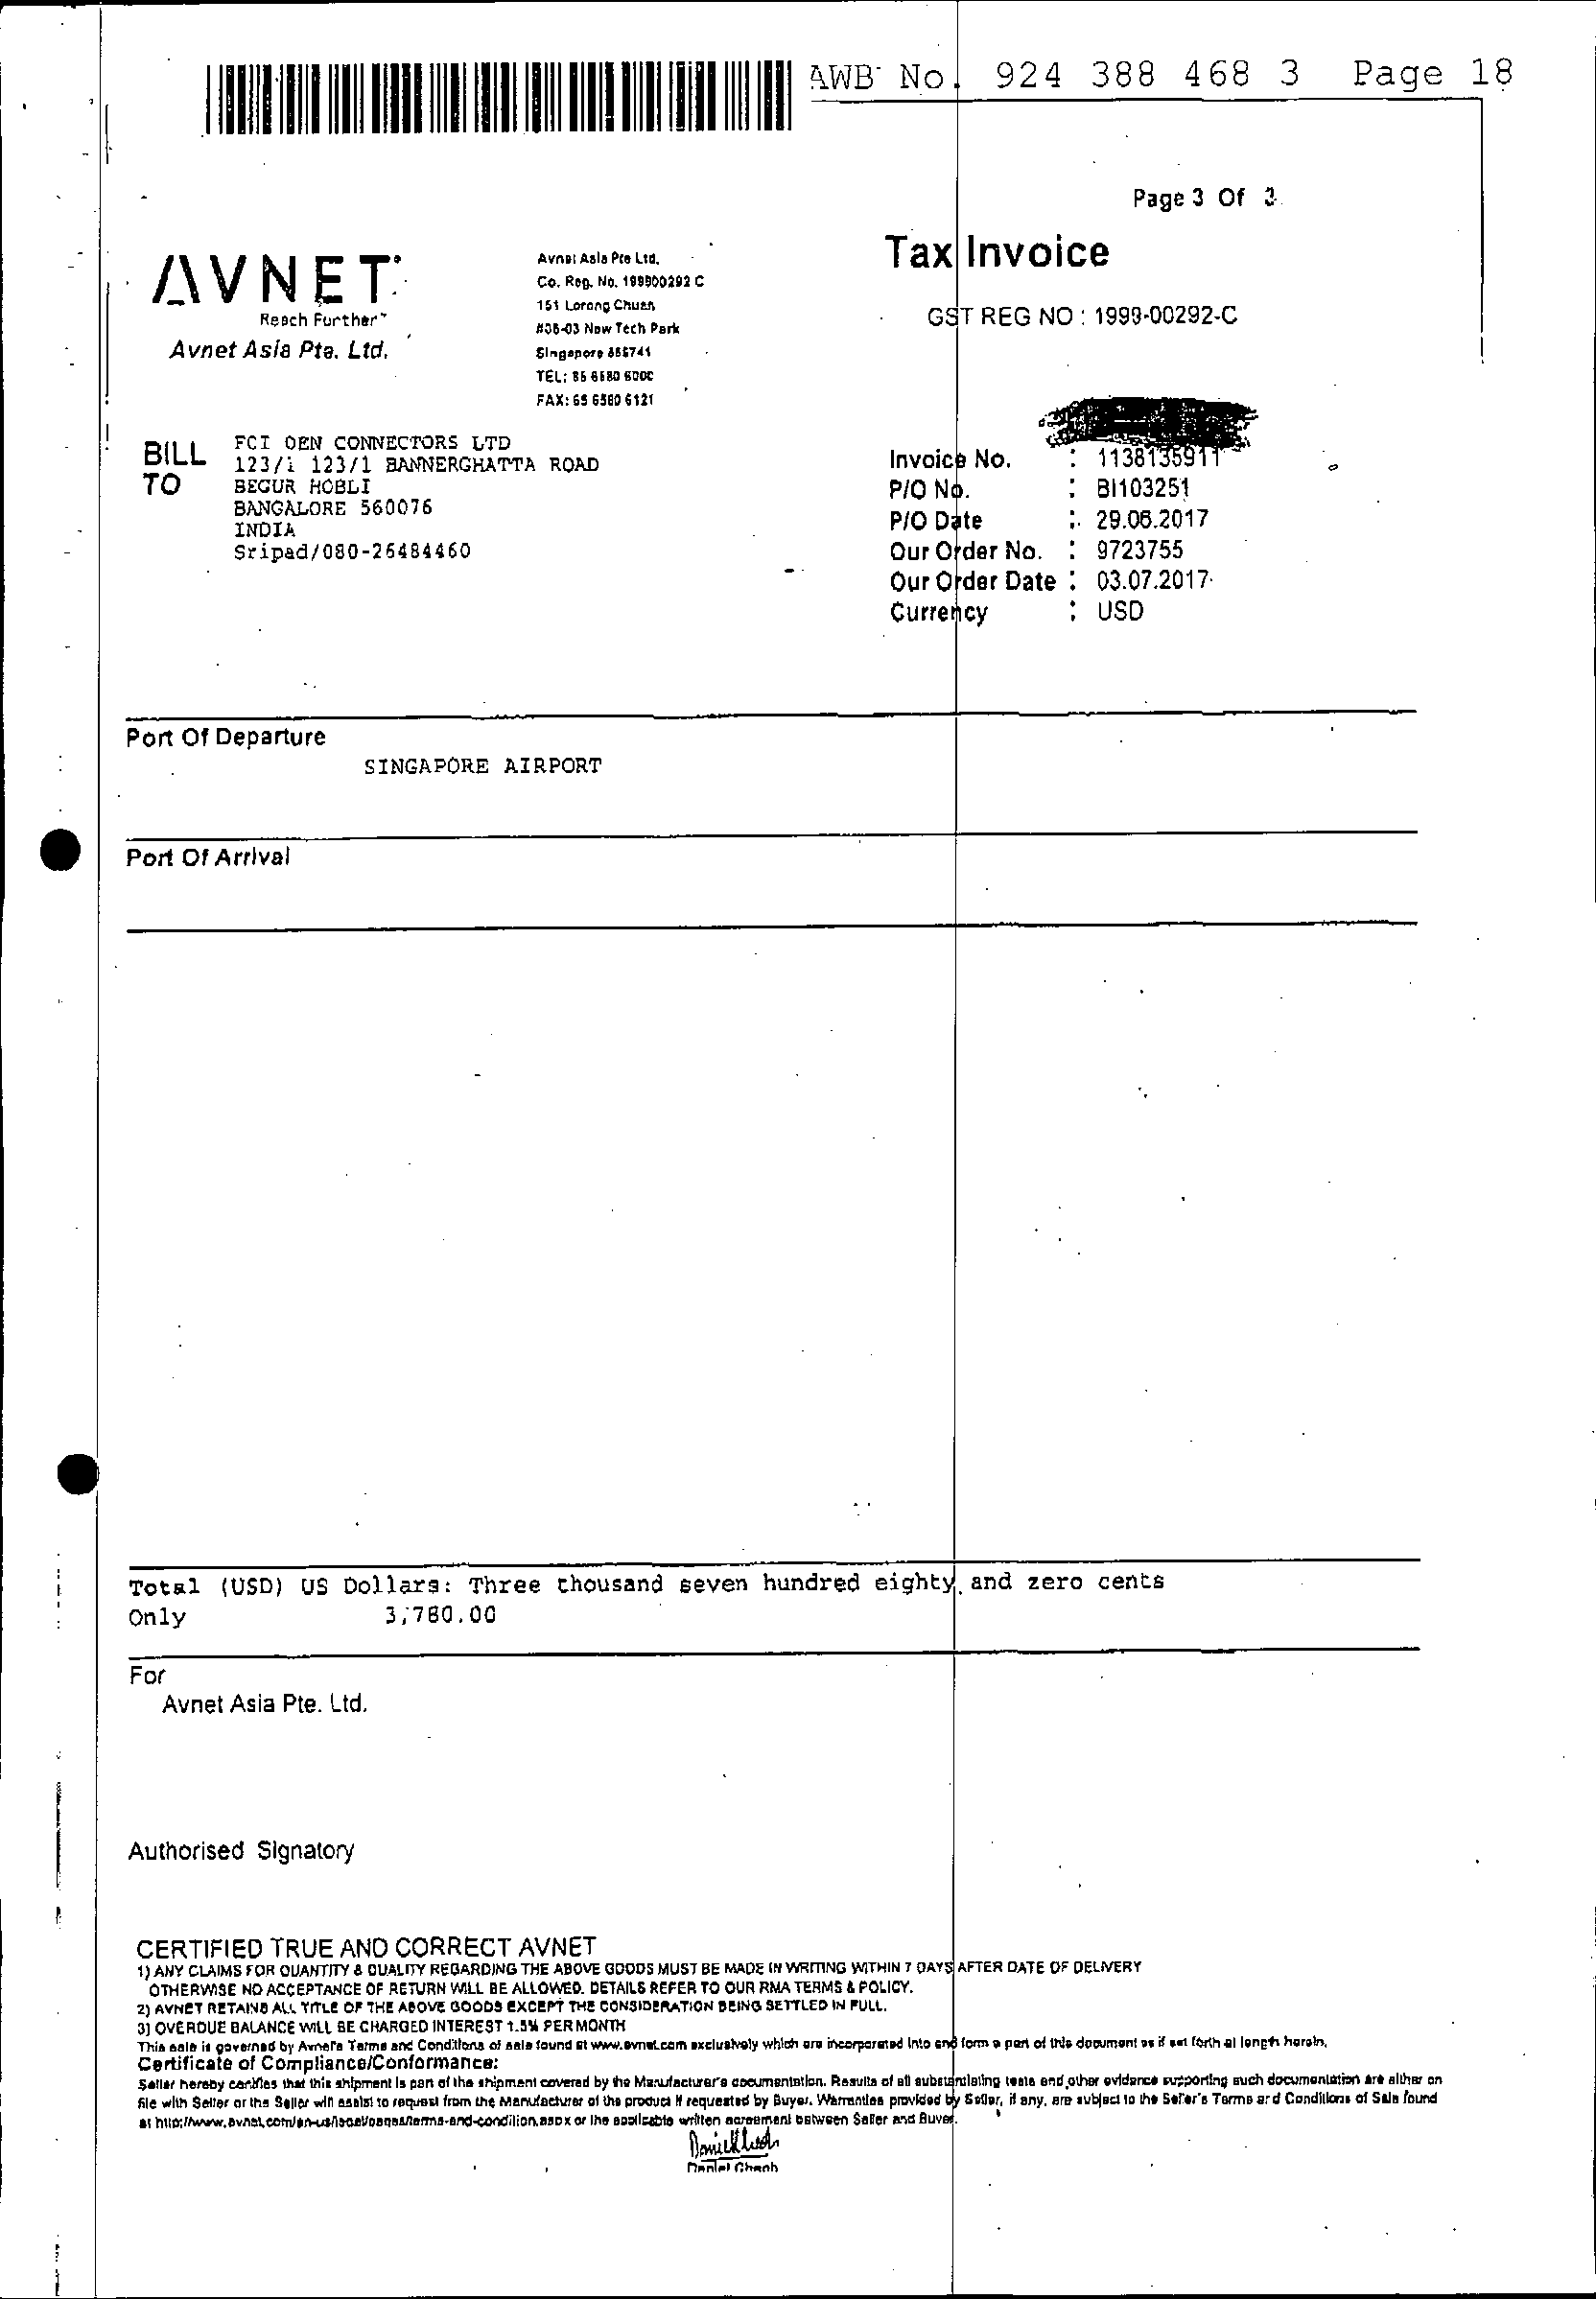 AWB No. 924 388 468 3 Page 18
Page 3 Of 3
AVNET
Reach Further™
Avnet Asia Pte. Ltd.
Avnet Asia Pte Ltd.
Co. Reg. No. 199900292 C
151 Lorong Chuan
#06-03 New Tech Park
Singapore 556741
TEL: 65 6580 6000
FAX: 65 6580 6121
Tax Invoice
GST REG NO : 1999-00292-C
BILL TO
FCI OEN CONNECTORS LTD
123/1 123/1 BANNERGHATTA ROAD
BEGUR HOBLI
BANGALORE 560076
INDIA
Sripad/080-26484460
Invoice No. : 1138135911
P/O No. : BI103251
P/O Date : 29.06.2017
Our Order No. : 9723755
Our Order Date : 03.07.2017
Currency : USD
Port Of Departure
SINGAPORE AIRPORT
Port Of Arrival
Total (USD) US Dollars: Three thousand seven hundred eighty and zero cents
Only 3,780.00
For
Avnet Asia Pte. Ltd.
Authorised Signatory
CERTIFIED TRUE AND CORRECT AVNET
1) ANY CLAIMS FOR QUANTITY & QUALITY REGARDING THE ABOVE GOODS MUST BE MADE IN WRITING WITHIN 7 DAYS AFTER DATE OF DELIVERY
OTHERWISE NO ACCEPTANCE OF RETURN WILL BE ALLOWED. DETAILS REFER TO OUR RMA TERMS & POLICY.
2) AVNET RETAINS ALL TITLE OF THE ABOVE GOODS EXCEPT THE CONSIDERATION BEING SETTLED IN FULL.
3) OVERDUE BALANCE WILL BE CHARGED INTEREST 1.5% PER MONTH
This sale is governed by Avnet's Terms and Conditions of sale found at www.avnet.com exclusively which are incorporated into and form a part of this document as if set forth at length herein.
Certificate of Compliance/Conformance:
Seller hereby certifies that this shipment is part of the shipment covered by the Manufacturer's documentation. Results of all substantiating tests and other evidence supporting such documentation are either on
file with Seller or the Seller will assist to request from the Manufacturer of the product if requested by Buyer. Warranties provided by Seller, if any, are subject to the Seller's Terms and Conditions of Sale found
at http://www.avnet.com/en-us/legal/pages/terms-and-condition.aspx or the applicable written agreement between Seller and Buyer.
Daniel